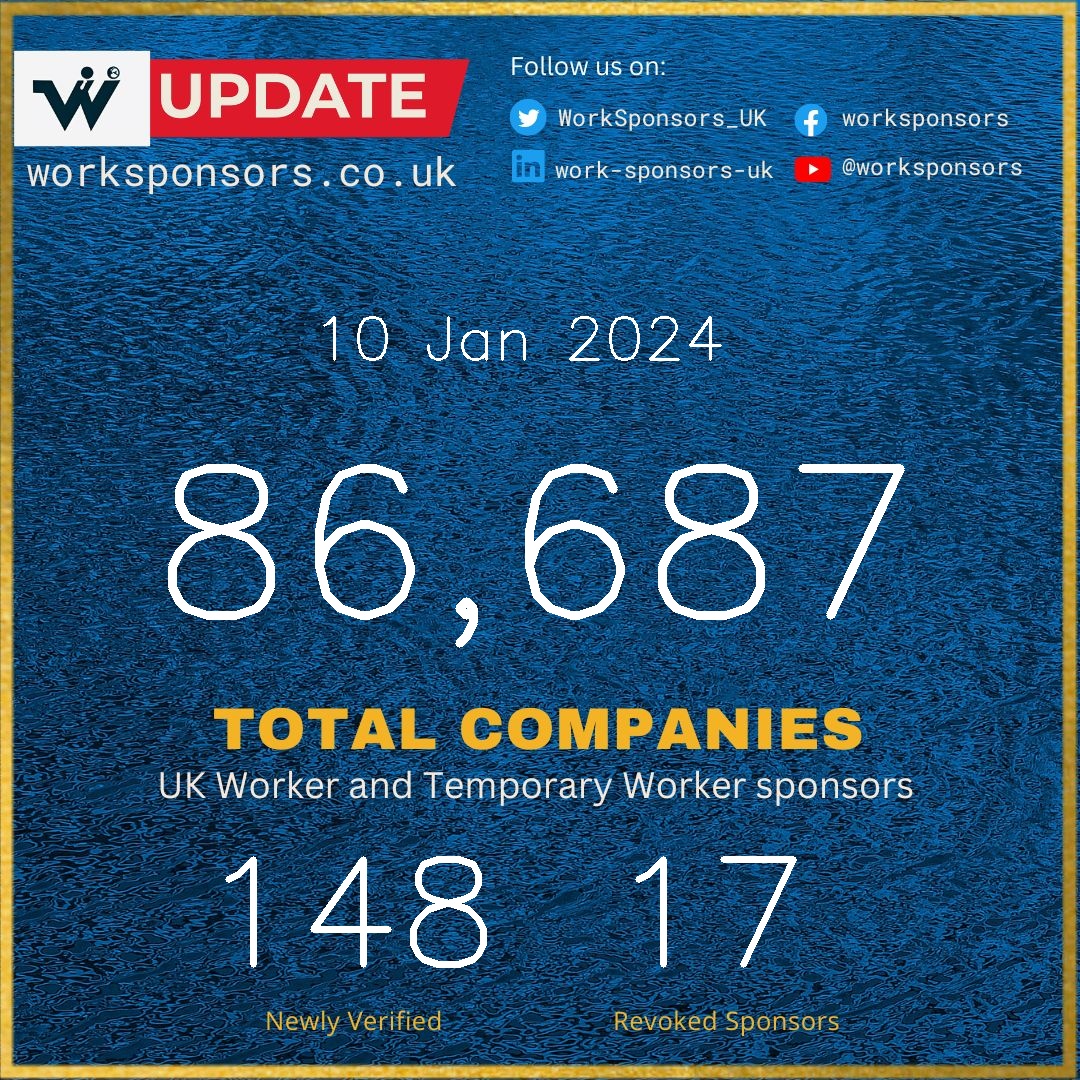 UPDATE
worksponsors.co.uk
Follow us on:
WorkSponsors_UK
worksponsors
work-sponsors-uk
@worksponsors
10 Jan 2024
86,687
TOTAL COMPANIES
UK Worker and Temporary Worker sponsors
148 17
Newly Verified Revoked Sponsors